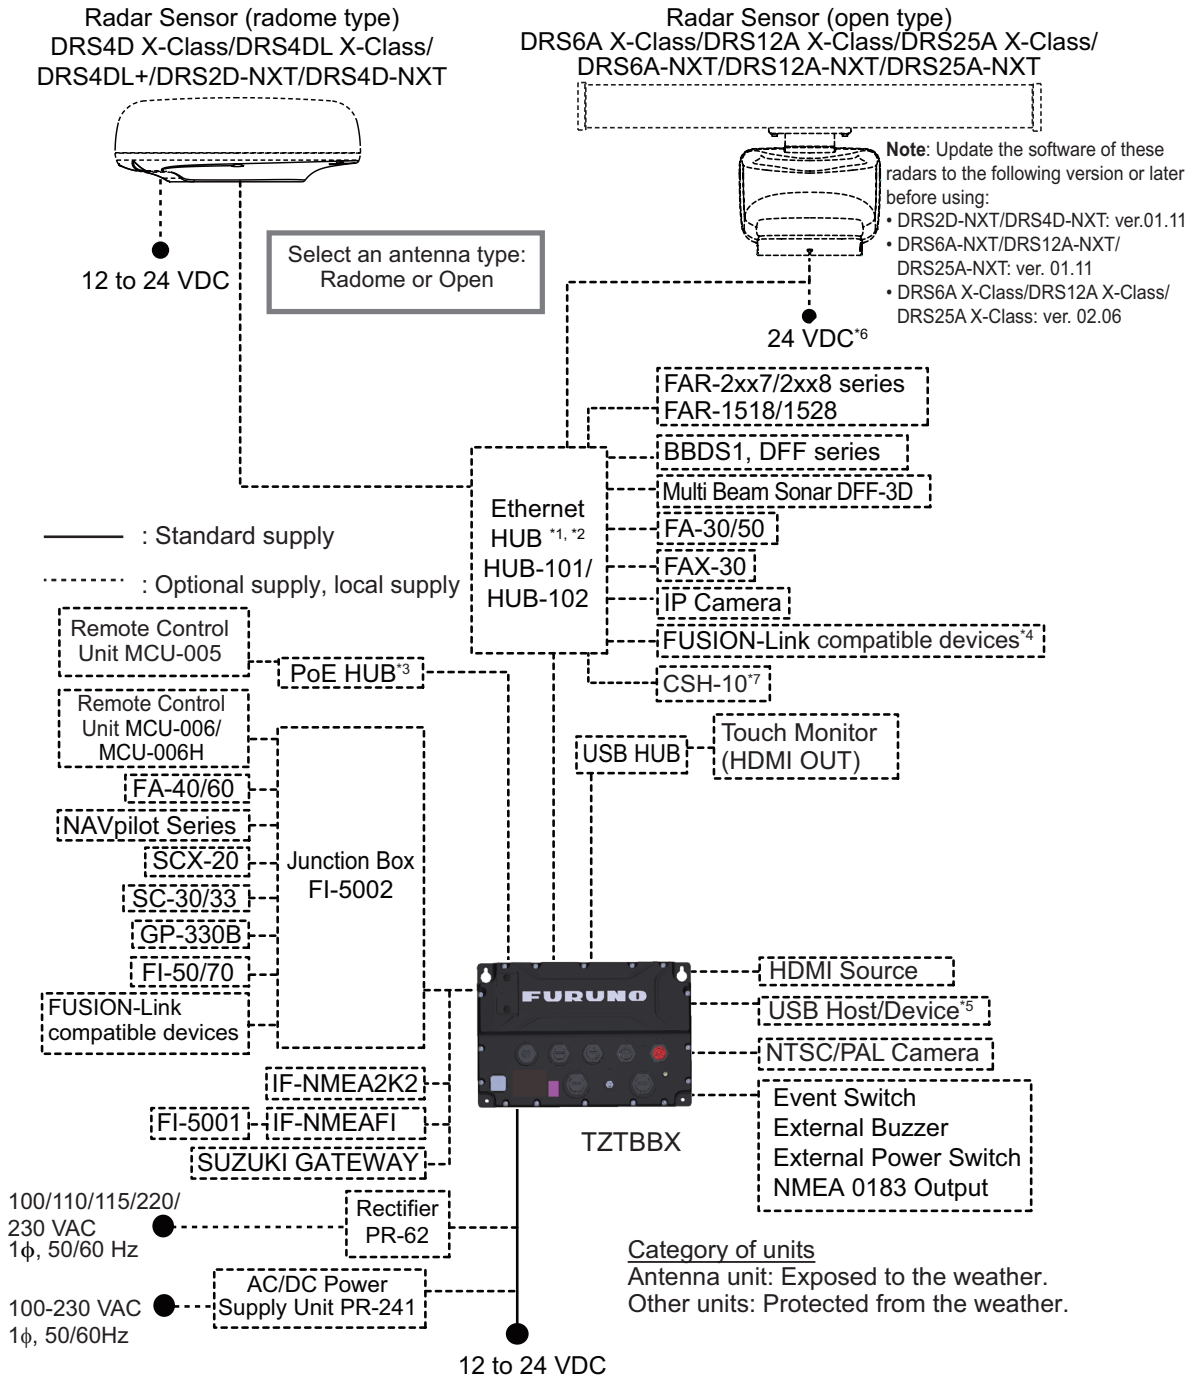 Radar Sensor (radome type)
DRS4D X-Class/DRS4DL X-Class/
DRS4DL+/DRS2D-NXT/DRS4D-NXT
Radar Sensor (open type)
DRS6A X-Class/DRS12A X-Class/DRS25A X-Class/
DRS6A-NXT/DRS12A-NXT/DRS25A-NXT
Note: Update the software of these
radars to the following version or later
before using:
• DRS2D-NXT/DRS4D-NXT: ver.01.11
• DRS6A-NXT/DRS12A-NXT/
DRS25A-NXT: ver. 01.11
• DRS6A X-Class/DRS12A X-Class/
DRS25A X-Class: ver. 02.06
12 to 24 VDC
Select an antenna type:
Radome or Open
24 VDC*6
FAR-2xx7/2xx8 series
FAR-1518/1528
BBDS1, DFF series
Multi Beam Sonar DFF-3D
FA-30/50
FAX-30
IP Camera
FUSION-Link compatible devices*4
CSH-10*7
Ethernet
HUB *1, *2
HUB-101/
HUB-102
: Standard supply
: Optional supply, local supply
Remote Control
Unit MCU-005
PoE HUB*3
Remote Control
Unit MCU-006/
MCU-006H
FA-40/60
NAVpilot Series
SCX-20
SC-30/33
GP-330B
FI-50/70
FUSION-Link
compatible devices
Junction Box
FI-5002
USB HUB
Touch Monitor
(HDMI OUT)
FURUNO
TZTBBX
HDMI Source
USB Host/Device*5
NTSC/PAL Camera
Event Switch
External Buzzer
External Power Switch
NMEA 0183 Output
IF-NMEA2K2
FI-5001
IF-NMEAFI
SUZUKI GATEWAY
100/110/115/220/
230 VAC
1ϕ, 50/60 Hz
Rectifier
PR-62
100-230 VAC
1ϕ, 50/60Hz
AC/DC Power
Supply Unit PR-241
12 to 24 VDC
Category of units
Antenna unit: Exposed to the weather.
Other units: Protected from the weather.